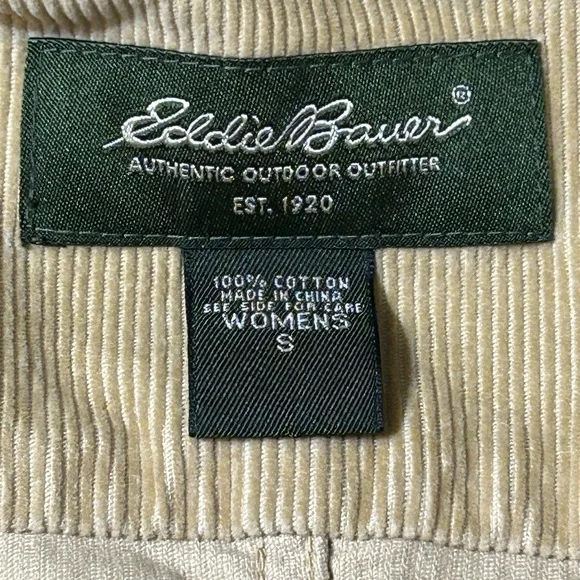 Eddie Bauer®
AUTHENTIC OUTDOOR OUTFITTER
EST. 1920
100% COTTON
MADE IN CHINA
SEE SIDE FOR CARE
WOMENS
S